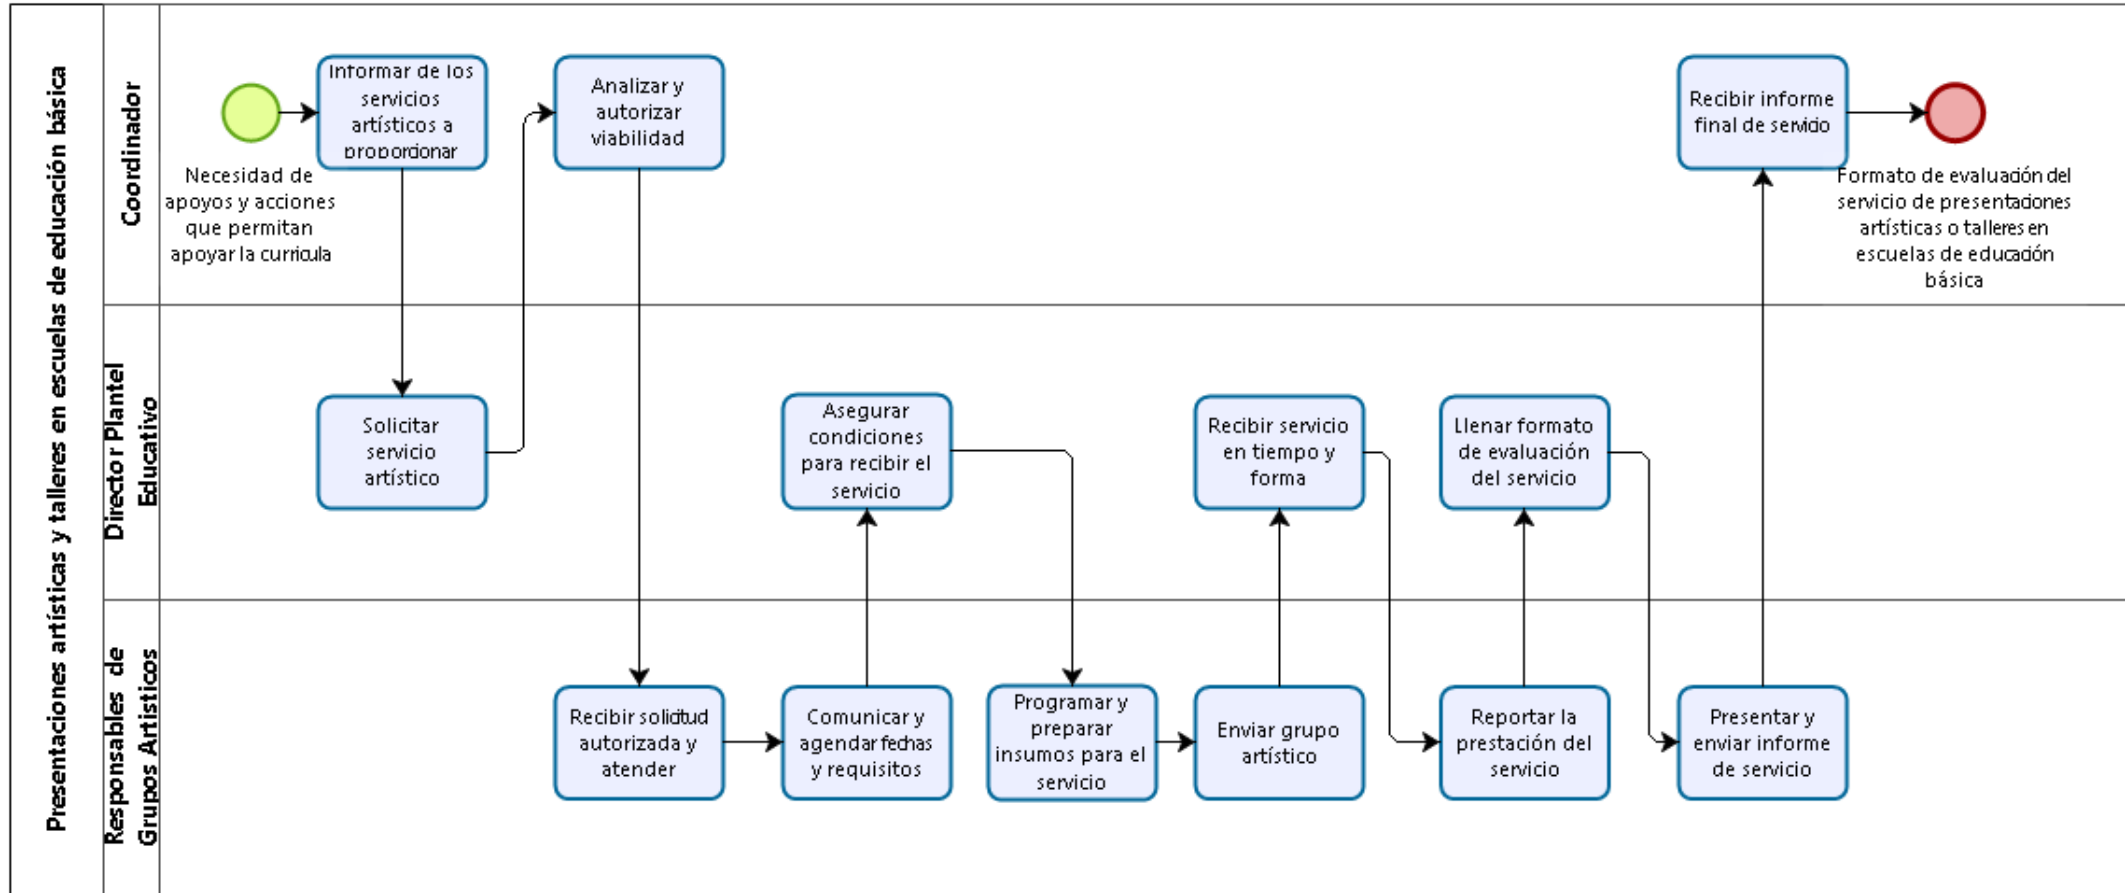 Presentaciones artísticas y talleres en escuelas de educación básica
Coordinador
Necesidad de
apoyos y acciones
que permitan
apoyar la curricula
Informar de los
servicios
artísticos a
proporcionar
Analizar y
autorizar
viabilidad
Recibir informe
final de servicio
Formato de evaluación del
servicio de presentaciones
artísticas o talleres en
escuelas de educación
básica
Director Plantel
Educativo
Solicitar
servicio
artístico
Asegurar
condiciones
para recibir el
servicio
Recibir servicio
en tiempo y
forma
Llenar formato
de evaluación
del servicio
Responsables de
Grupos Artisticos
Recibir solicitud
autorizada y
atender
Comunicar y
agendar fechas
y requisitos
Programar y
preparar
insumos para el
servicio
Enviar grupo
artístico
Reportar la
prestación del
servicio
Presentar y
enviar informe
de servicio